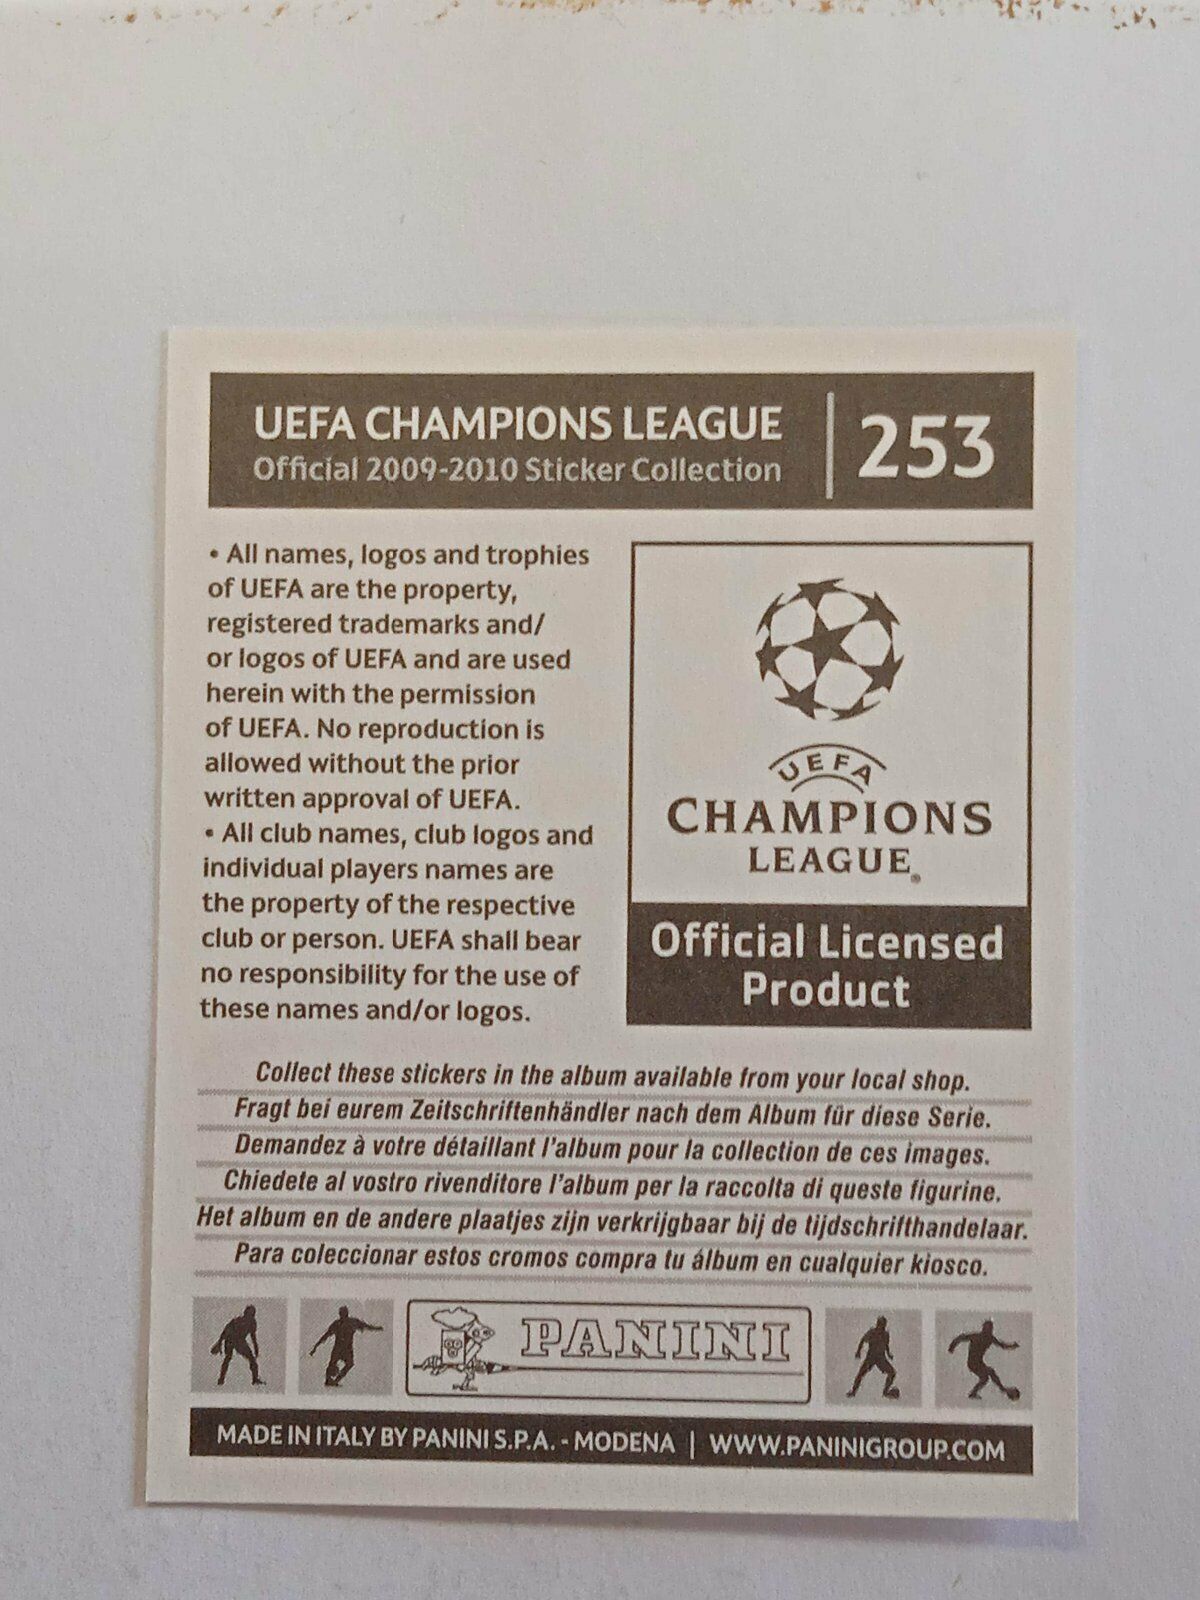 UEFA CHAMPIONS LEAGUE
Official 2009-2010 Sticker Collection
253
• All names, logos and trophies
of UEFA are the property,
registered trademarks and/
or logos of UEFA and are used
herein with the permission
of UEFA. No reproduction is
allowed without the prior
written approval of UEFA.
• All club names, club logos and
individual players names are
the property of the respective
club or person. UEFA shall bear
no responsibility for the use of
these names and/or logos.
UEFA
CHAMPIONS
LEAGUE®
Official Licensed
Product
Collect these stickers in the album available from your local shop.
Fragt bei eurem Zeitschriftenhändler nach dem Album für diese Serie.
Demandez à votre détaillant l'album pour la collection de ces images.
Chiedete al vostro rivenditore l'album per la raccolta di queste figurine.
Het album en de andere plaatjes zijn verkrijgbaar bij de tijdschrifthandelaar.
Para coleccionar estos cromos compra tu álbum en cualquier kiosco.
PANINI
MADE IN ITALY BY PANINI S.P.A. - MODENA | WWW.PANINIGROUP.COM